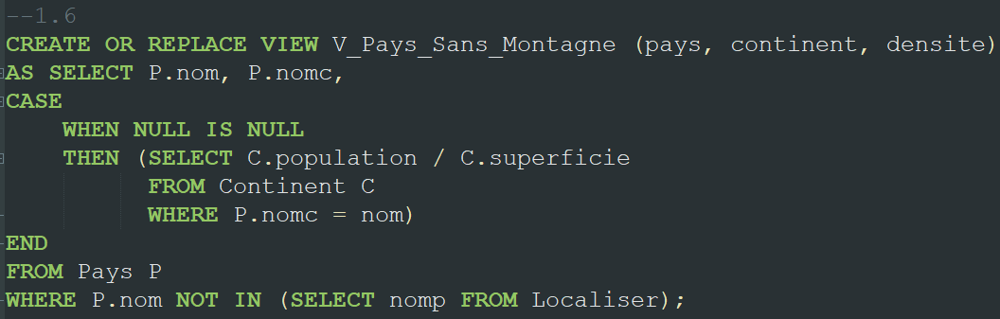 --1.6
CREATE OR REPLACE VIEW V_Pays_Sans_Montagne (pays, continent, densite)
AS SELECT P.nom, P.nomc,
CASE
WHEN NULL IS NULL
THEN (SELECT C.population / C.superficie
FROM Continent C
WHERE P.nomc = nom)
END
FROM Pays P
WHERE P.nom NOT IN (SELECT nomp FROM Localiser);